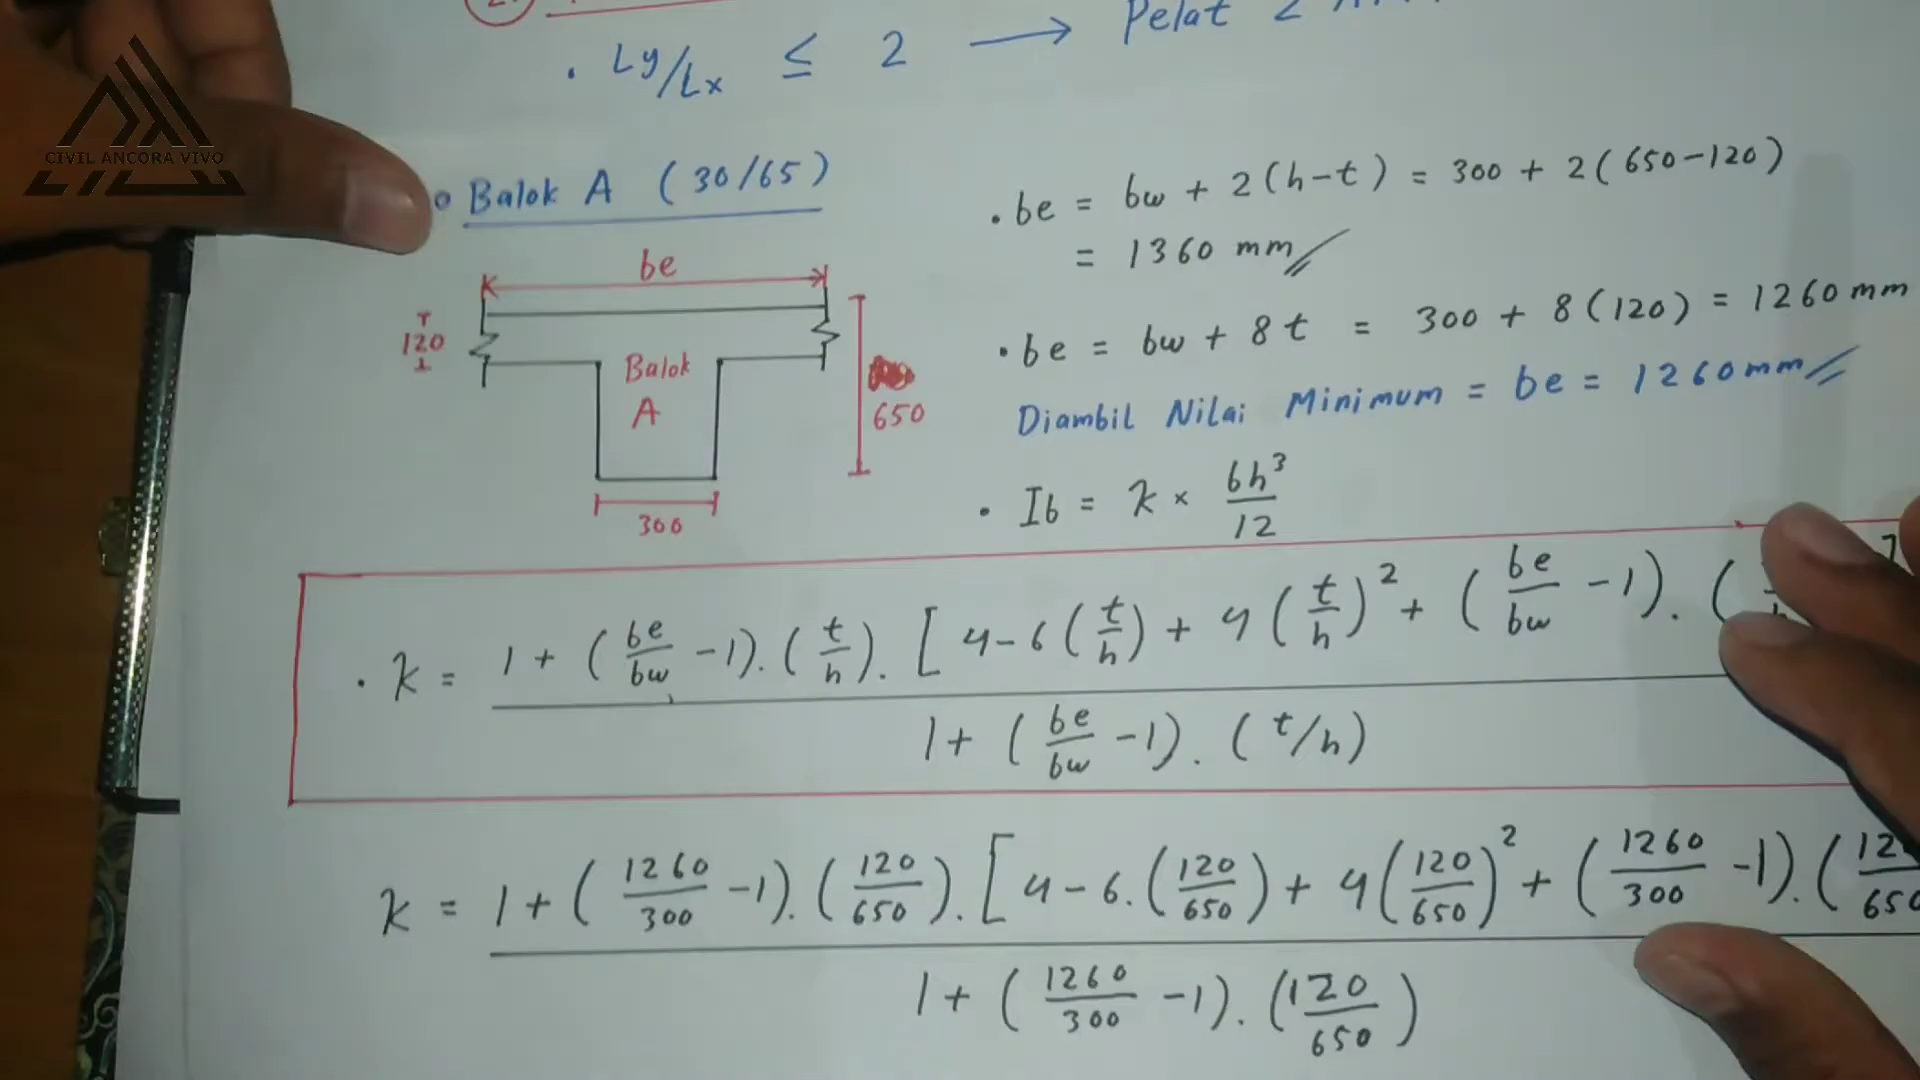 . Ly/Lx ≤ 2 → Pelat 2
CIVIL ANCORA VIVO
Balok A (30/65)
be
120
Balok
A
650
300
. be = bw + 2(h-t) = 300 + 2(650-120)
= 1360 mm
. be = bw + 8t = 300 + 8(120) = 1260 mm
Diambil Nilai Minimum = be = 1260 mm
. Ib = k × bh³/12
. k = 1 + (be/bw - 1).(t/h).[4-6(t/h) + 4(t/h)² + (be/bw - 1).(
1 + (be/bw - 1).(t/h)
k = 1 + (1260/300 - 1).(120/650).[4 - 6.(120/650) + 4(120/650)² + (1260/300 - 1).(
1 + (1260/300 - 1).(120/650)